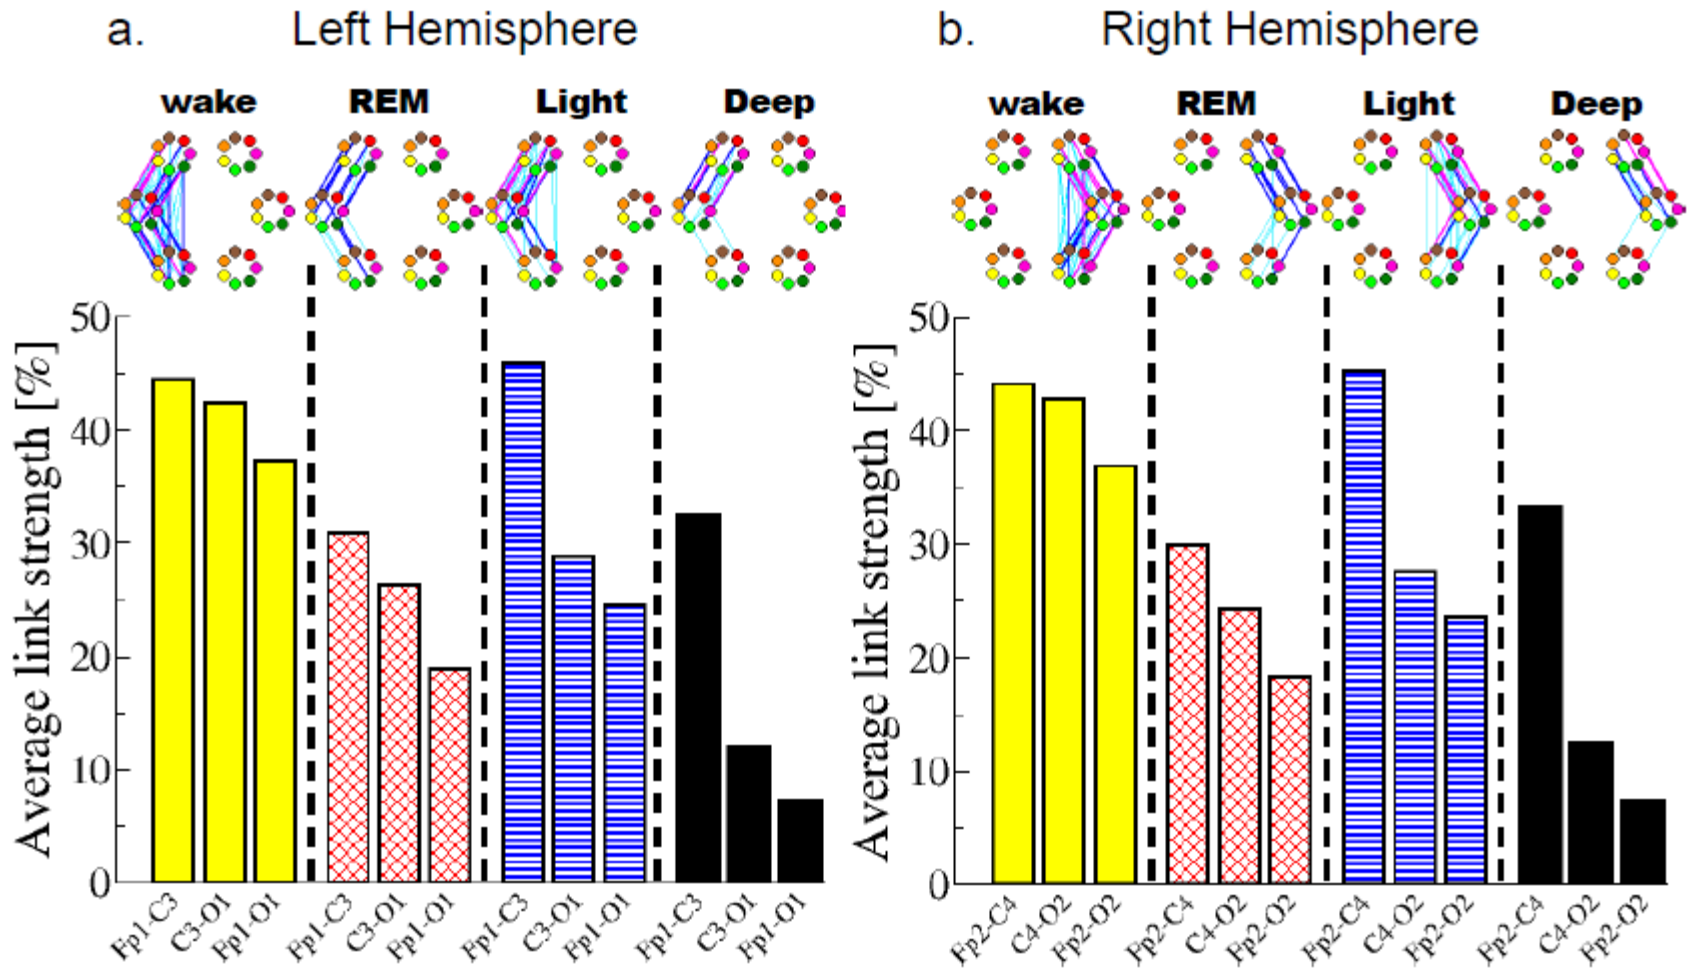 a. Left Hemisphere
wake REM Light Deep
Average link strength [%]
50
40
30
20
10
0
Fp1-C3 C3-O1 Fp1-O1 Fp1-C3 C3-O1 Fp1-O1 Fp1-C3 C3-O1 Fp1-O1 Fp1-C3 C3-O1 Fp1-O1
b. Right Hemisphere
wake REM Light Deep
Average link strength [%]
50
40
30
20
10
0
Fp2-C4 C4-O2 Fp2-O2 Fp2-C4 C4-O2 Fp2-O2 Fp2-C4 C4-O2 Fp2-O2 Fp2-C4 C4-O2 Fp2-O2